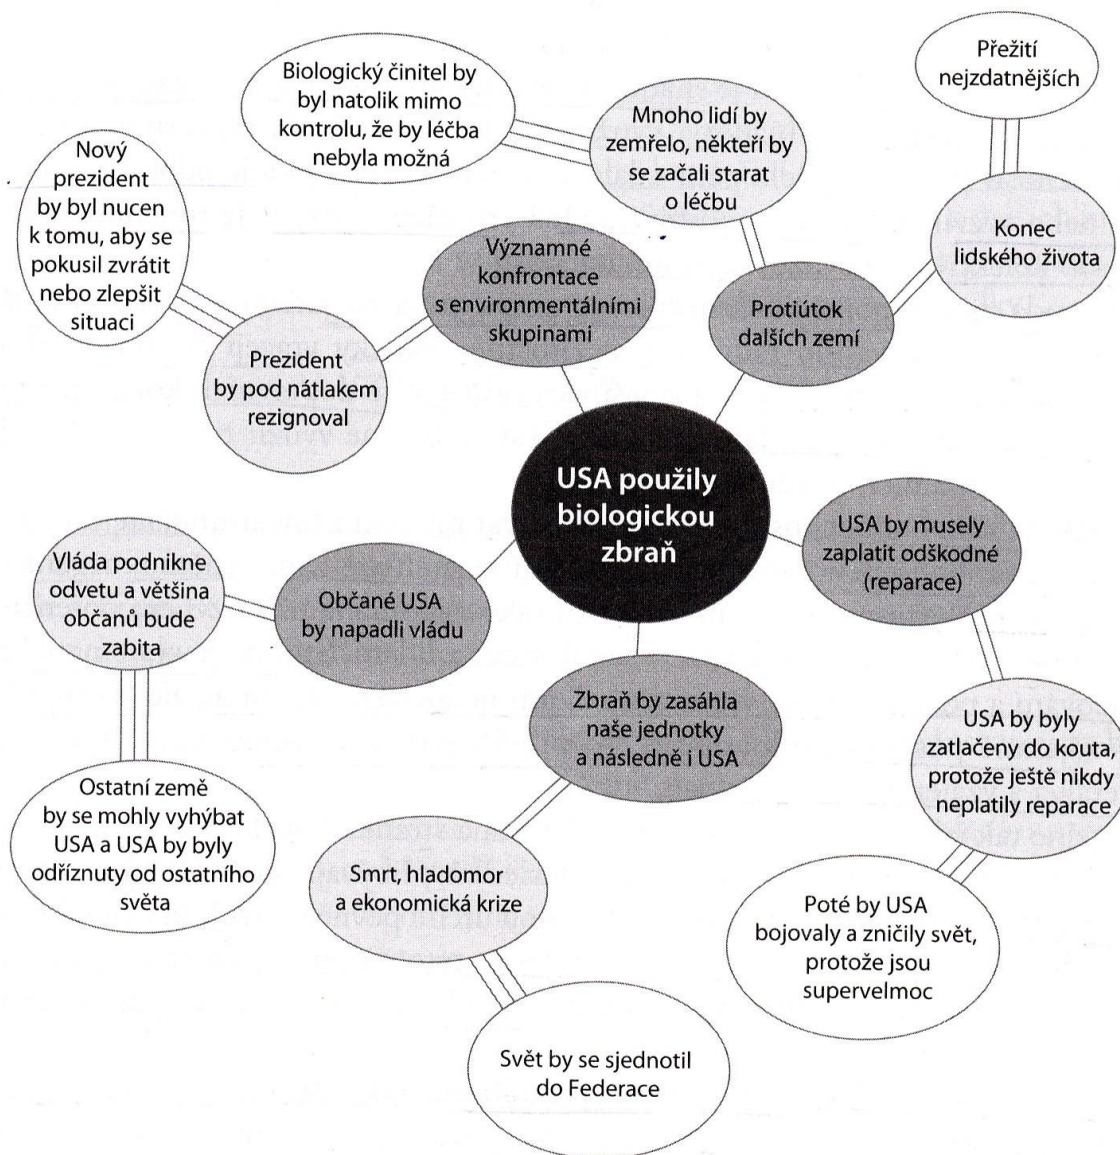 Přežití
nejzdatnějších
Biologický činitel by
byl natolik mimo
kontrolu, že by léčba
nebyla možná
Mnoho lidí by
zemřelo, někteří by
se začali starat
o léčbu
Nový
prezident
by byl nucen
k tomu, aby se
pokusil zvrátit
nebo zlepšit
situaci
Konec
lidského života
Významné
konfrontace
s environmentálními
skupinami
Protiútok
dalších zemí
Prezident
by pod nátlakem
rezignoval
USA použily
biologickou
zbraň
USA by musely
zaplatit odškodné
(reparace)
Vláda podnikne
odvetu a většina
občanů bude
zabita
Občané USA
by napadli vládu
Zbraň by zasáhla
naše jednotky
a následně i USA
USA by byly
zatlačeny do kouta,
protože ještě nikdy
neplatily reparace
Ostatní země
by se mohly vyhýbat
USA a USA by byly
odříznuty od ostatního
světa
Smrt, hladomor
a ekonomická krize
Poté by USA
bojovaly a zničily svět,
protože jsou
supervelmoc
Svět by se sjednotil
do Federace